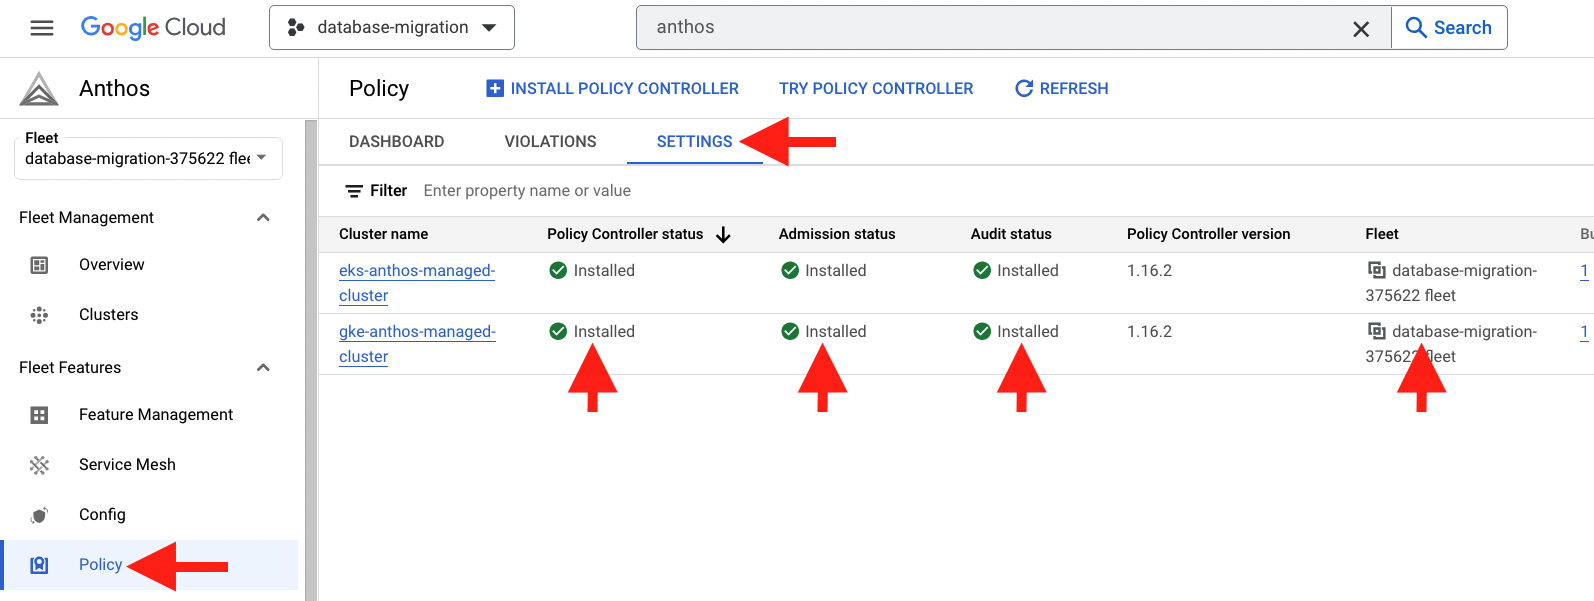 Google Cloud
database-migration
anthos
Search
Anthos
Policy
INSTALL POLICY CONTROLLER
TRY POLICY CONTROLLER
REFRESH
Fleet
database-migration-375622 flee
DASHBOARD
VIOLATIONS
SETTINGS
Filter
Enter property name or value
Fleet Management
Overview
Clusters
Fleet Features
Feature Management
Service Mesh
Config
Policy
Cluster name
Policy Controller status
Admission status
Audit status
Policy Controller version
Fleet
Bu
eks-anthos-managed-
cluster
Installed
Installed
Installed
1.16.2
database-migration-
375622 fleet
1
gke-anthos-managed-
cluster
Installed
Installed
Installed
1.16.2
database-migration-
375622 fleet
1